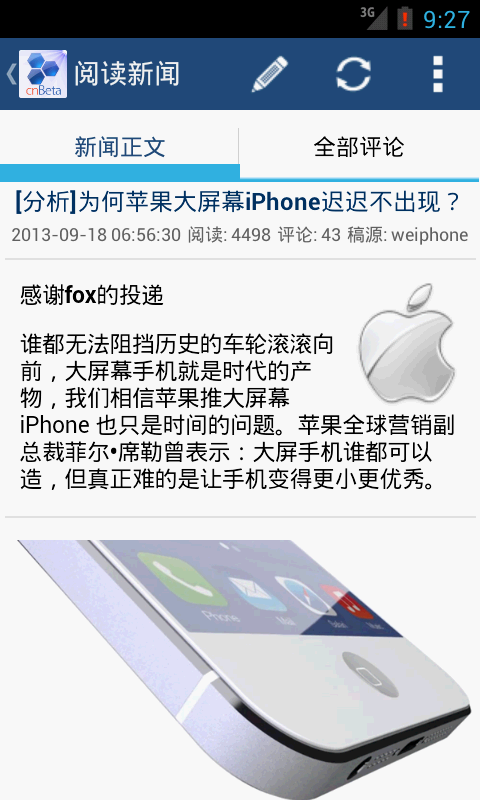 3G
9:27
cnBeta
阅读新闻
新闻正文
全部评论
[分析]为何苹果大屏幕iPhone迟迟不出现？
2013-09-18 06:56:30 阅读: 4498 评论: 43 稿源: weiphone
感谢fox的投递
谁都无法阻挡历史的车轮滚滚向
前，大屏幕手机就是时代的产
物，我们相信苹果推大屏幕
iPhone 也只是时间的问题。苹果全球营销副
总裁菲尔•席勒曾表示：大屏手机谁都可以
造，但真正难的是让手机变得更小更优秀。
Phone
Mail
Safari
Music